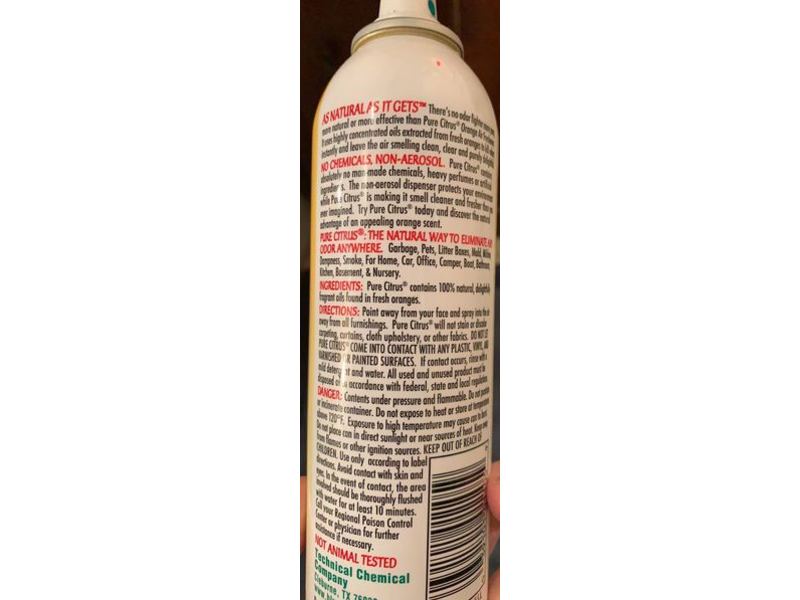 AS NATURAL AS IT GETS™ There's no odor fighter
more natural or more effective than Pure Citrus® Orange Air
It uses highly concentrated oils extracted from fresh oranges to
instantly and leave the air smelling clean, clear and purely
NO CHEMICALS, NON-AEROSOL. Pure Citrus®
absolutely no man-made chemicals, heavy perfumes or artificial
ingredients. The non-aerosol dispenser protects your environment
while Pure Citrus® is making it smell cleaner and fresher than
ever imagined. Try Pure Citrus® today and discover the natural
advantage of an appealing orange scent.
PURE CITRUS®: THE NATURAL WAY TO ELIMINATE
ODOR ANYWHERE. Garbage, Pets, Litter Boxes, Mold, Mildew
Dampness, Smoke, For Home, Car, Office, Camper, Boat, Bathroom,
Kitchen, Basement, & Nursery.
INGREDIENTS: Pure Citrus® contains 100% natural,
fragrant oils found in fresh oranges.
DIRECTIONS: Point away from your face and spray into the
away from all furnishings. Pure Citrus® will not stain or discolor
carpeting, curtains, cloth upholstery, or other fabrics. DO NOT LET
PURE CITRUS® COME INTO CONTACT WITH ANY PLASTIC, VINYL,
VARNISHED OR PAINTED SURFACES. If contact occurs, rinse with a
mild detergent and water. All used and unused product must be
disposed of in accordance with federal, state and local regulations.
DANGER: Contents under pressure and flammable. Do not
or incinerate container. Do not expose to heat or store at temperature
above 120°F. Exposure to high temperature may cause can to burst.
Do not place can in direct sunlight or near sources of heat. Keep away
from flames or other ignition sources. KEEP OUT OF REACH OF
CHILDREN. Use only according to label
directions. Avoid contact with skin and
eyes. In the event of contact, the area
involved should be thoroughly flushed
with water for at least 10 minutes.
Call your Regional Poison Control
Center or physician for further
assistance if necessary.
NOT ANIMAL TESTED
Technical Chemical
Company
Cleburne, TX